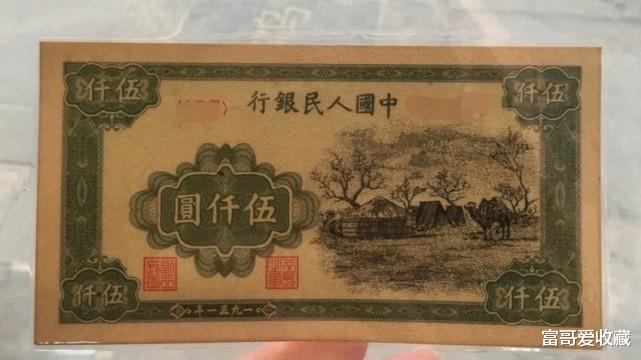 伍仟
伍仟
中國人民銀行
伍仟圓
伍仟
伍仟
一九五一年
富哥爱收藏